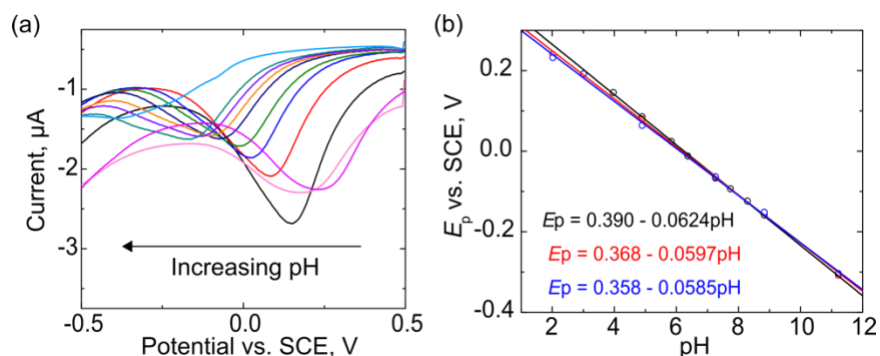 (a)
-1
-2
-3
Current, μA
Increasing pH
-0.5
0.0
0.5
Potential vs. SCE, V
(b)
0.2
0.0
-0.2
-0.4
Ep vs. SCE, V
Ep = 0.390 - 0.0624pH
Ep = 0.368 - 0.0597pH
Ep = 0.358 - 0.0585pH
2
4
6
8
10
12
pH